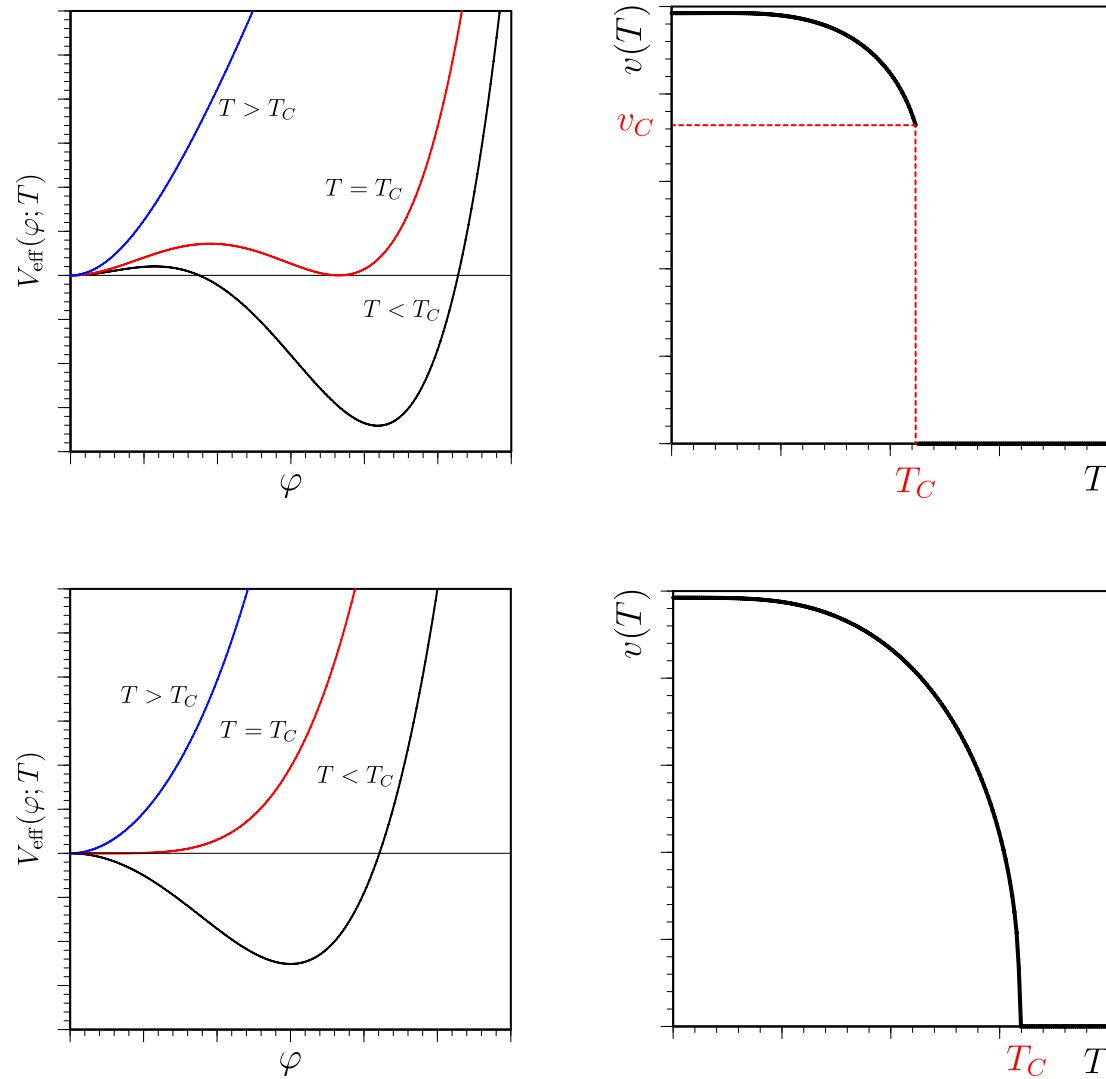 V_eff(φ; T)
T > T_C
T = T_C
T < T_C
φ
v(T)
v_C
T_C
T
V_eff(φ; T)
T > T_C
T = T_C
T < T_C
φ
v(T)
T_C
T